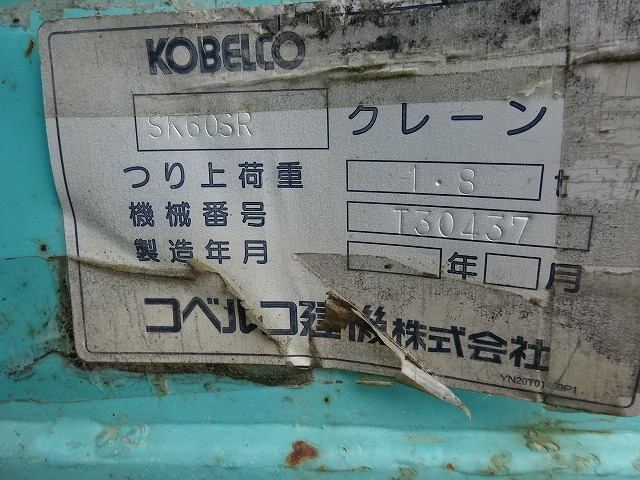 KOBELCO
SK60SR クレーン
つり上荷重 1.8 t
機械番号 T30437
製造年月 年 月
コベルコ建機株式会社